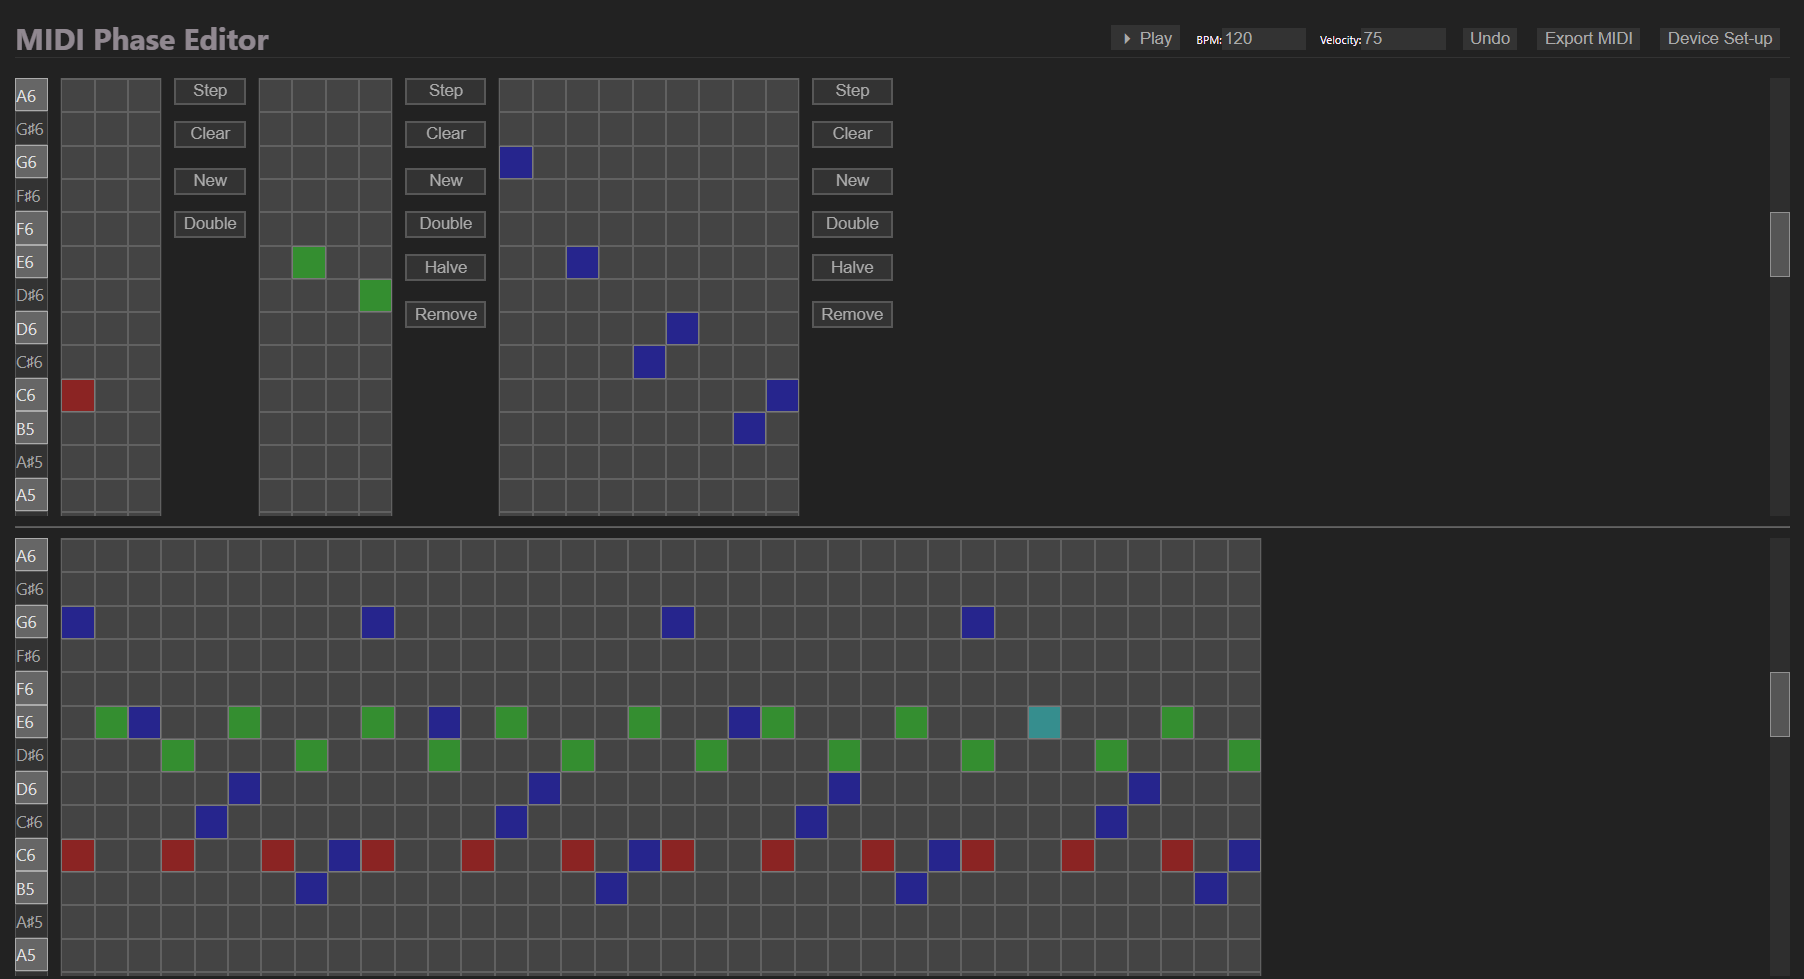 MIDI Phase Editor
Play BPM: 120 Velocity: 75 Undo Export MIDI Device Set-up
A6 Step Step Step
G♯6 Clear Clear Clear
G6
F♯6 New New New
F6 Double Double Double
E6 Halve Halve
D♯6
D6 Remove Remove
C♯6
C6
B5
A♯5
A5
A6
G♯6
G6
F♯6
F6
E6
D♯6
D6
C♯6
C6
B5
A♯5
A5